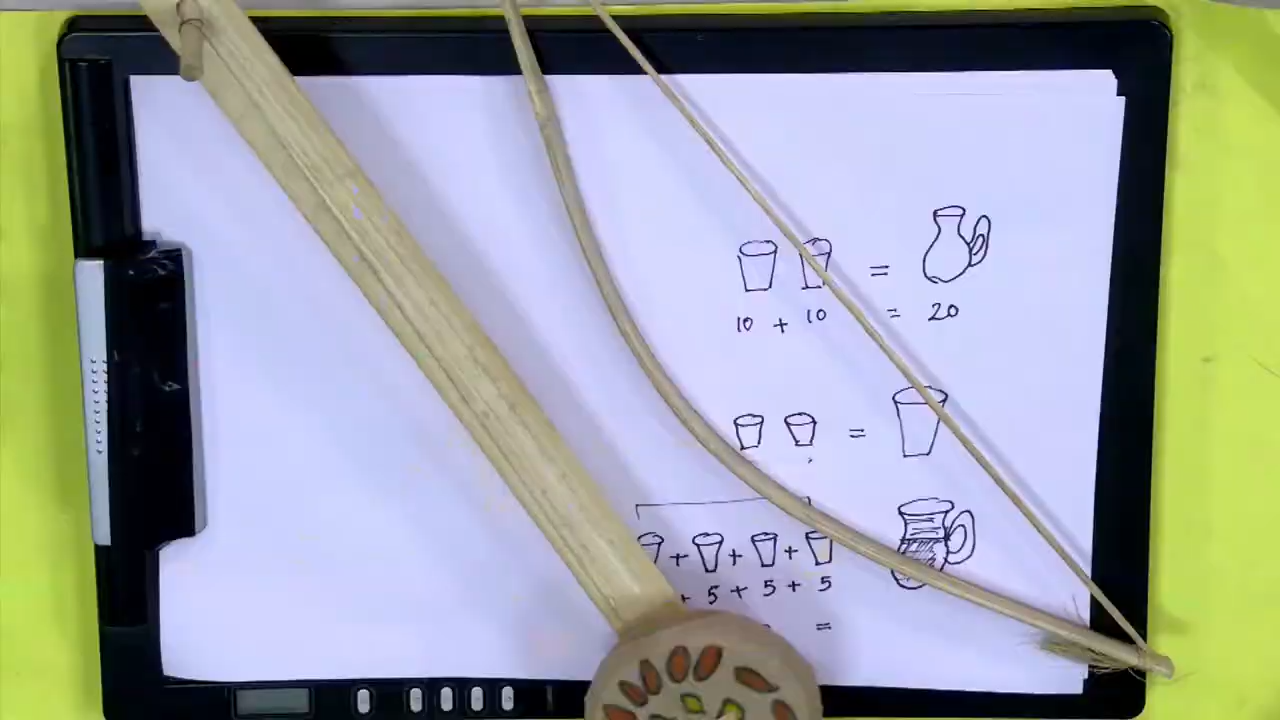 =
10 + 10 = 20
=
+ + +
+ 5 + 5 + 5
=